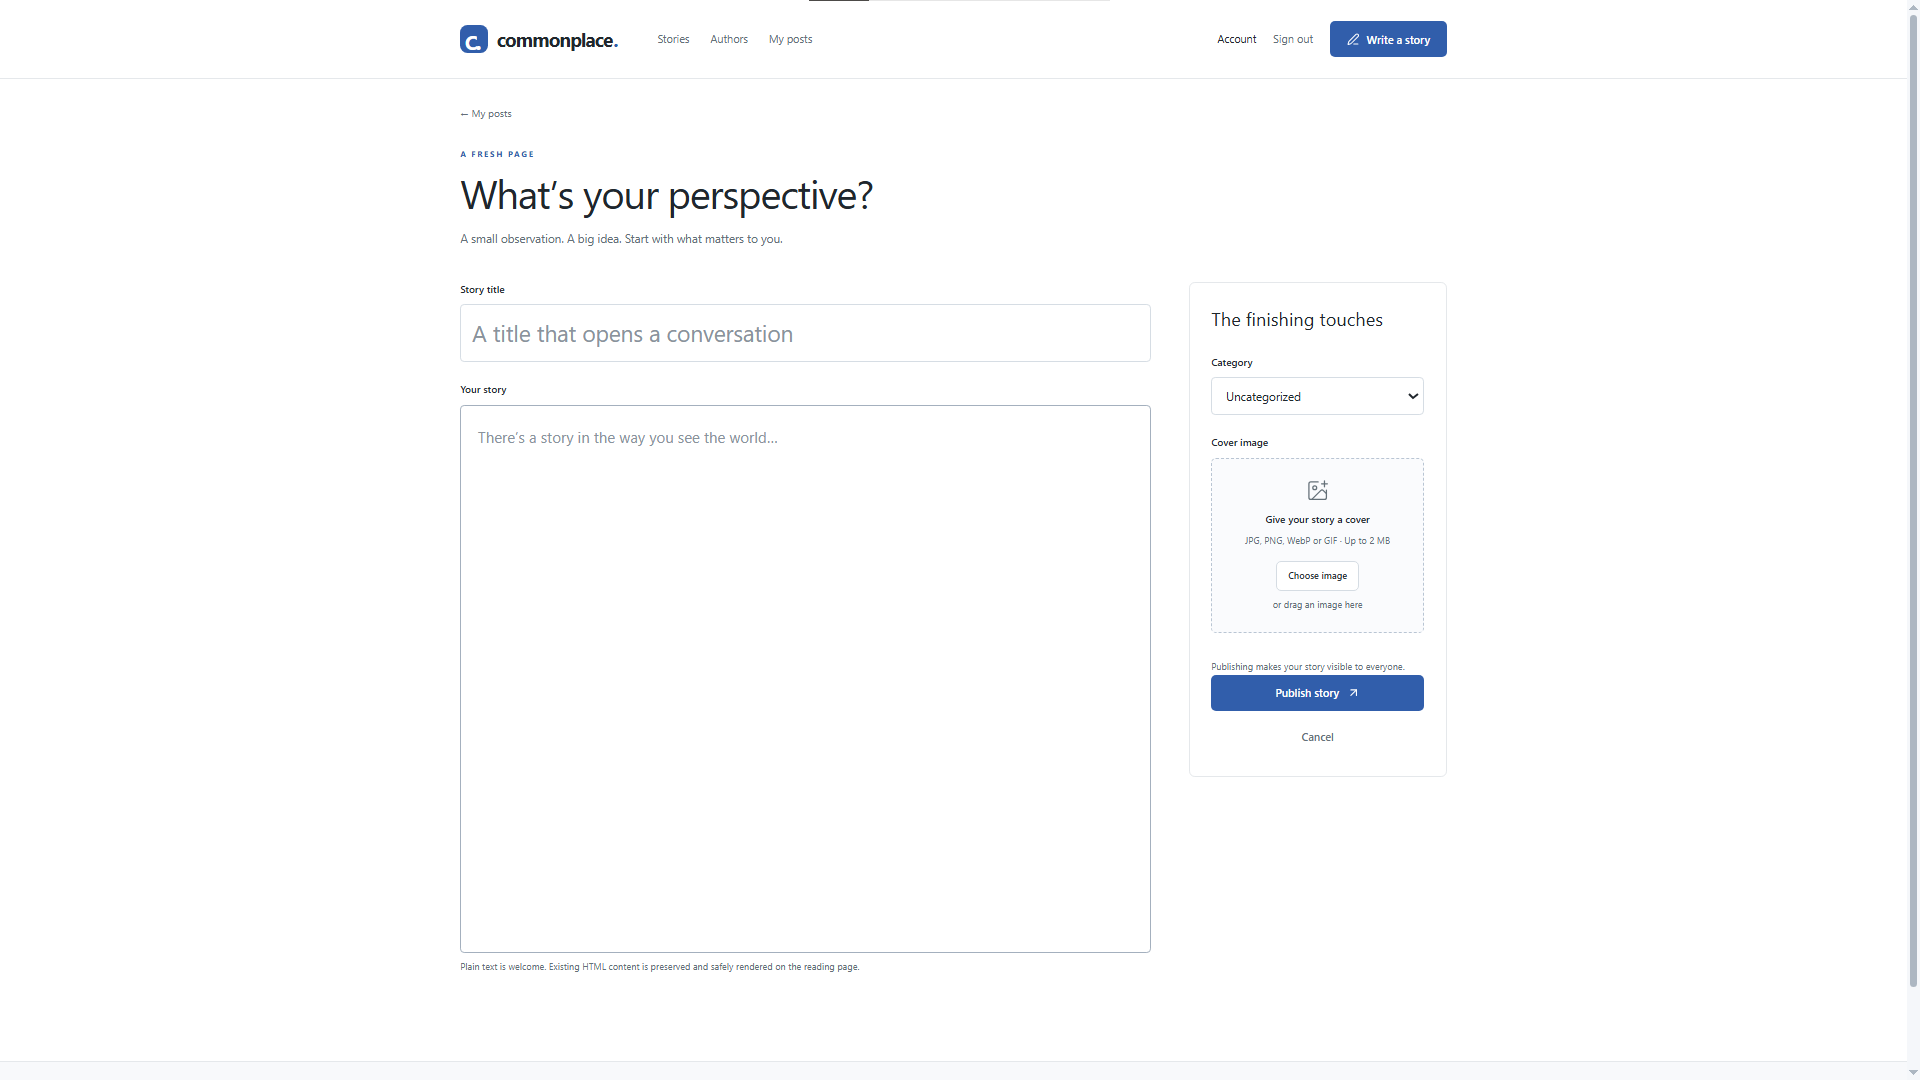 commonplace.
Stories
Authors
My posts
Account
Sign out
Write a story
← My posts
A FRESH PAGE
What's your perspective?
A small observation. A big idea. Start with what matters to you.
Story title
A title that opens a conversation
Your story
There's a story in the way you see the world...
Plain text is welcome. Existing HTML content is preserved and safely rendered on the reading page.
The finishing touches
Category
Uncategorized
Cover image
Give your story a cover
JPG, PNG, WebP or GIF · Up to 2 MB
Choose image
or drag an image here
Publishing makes your story visible to everyone.
Publish story
Cancel